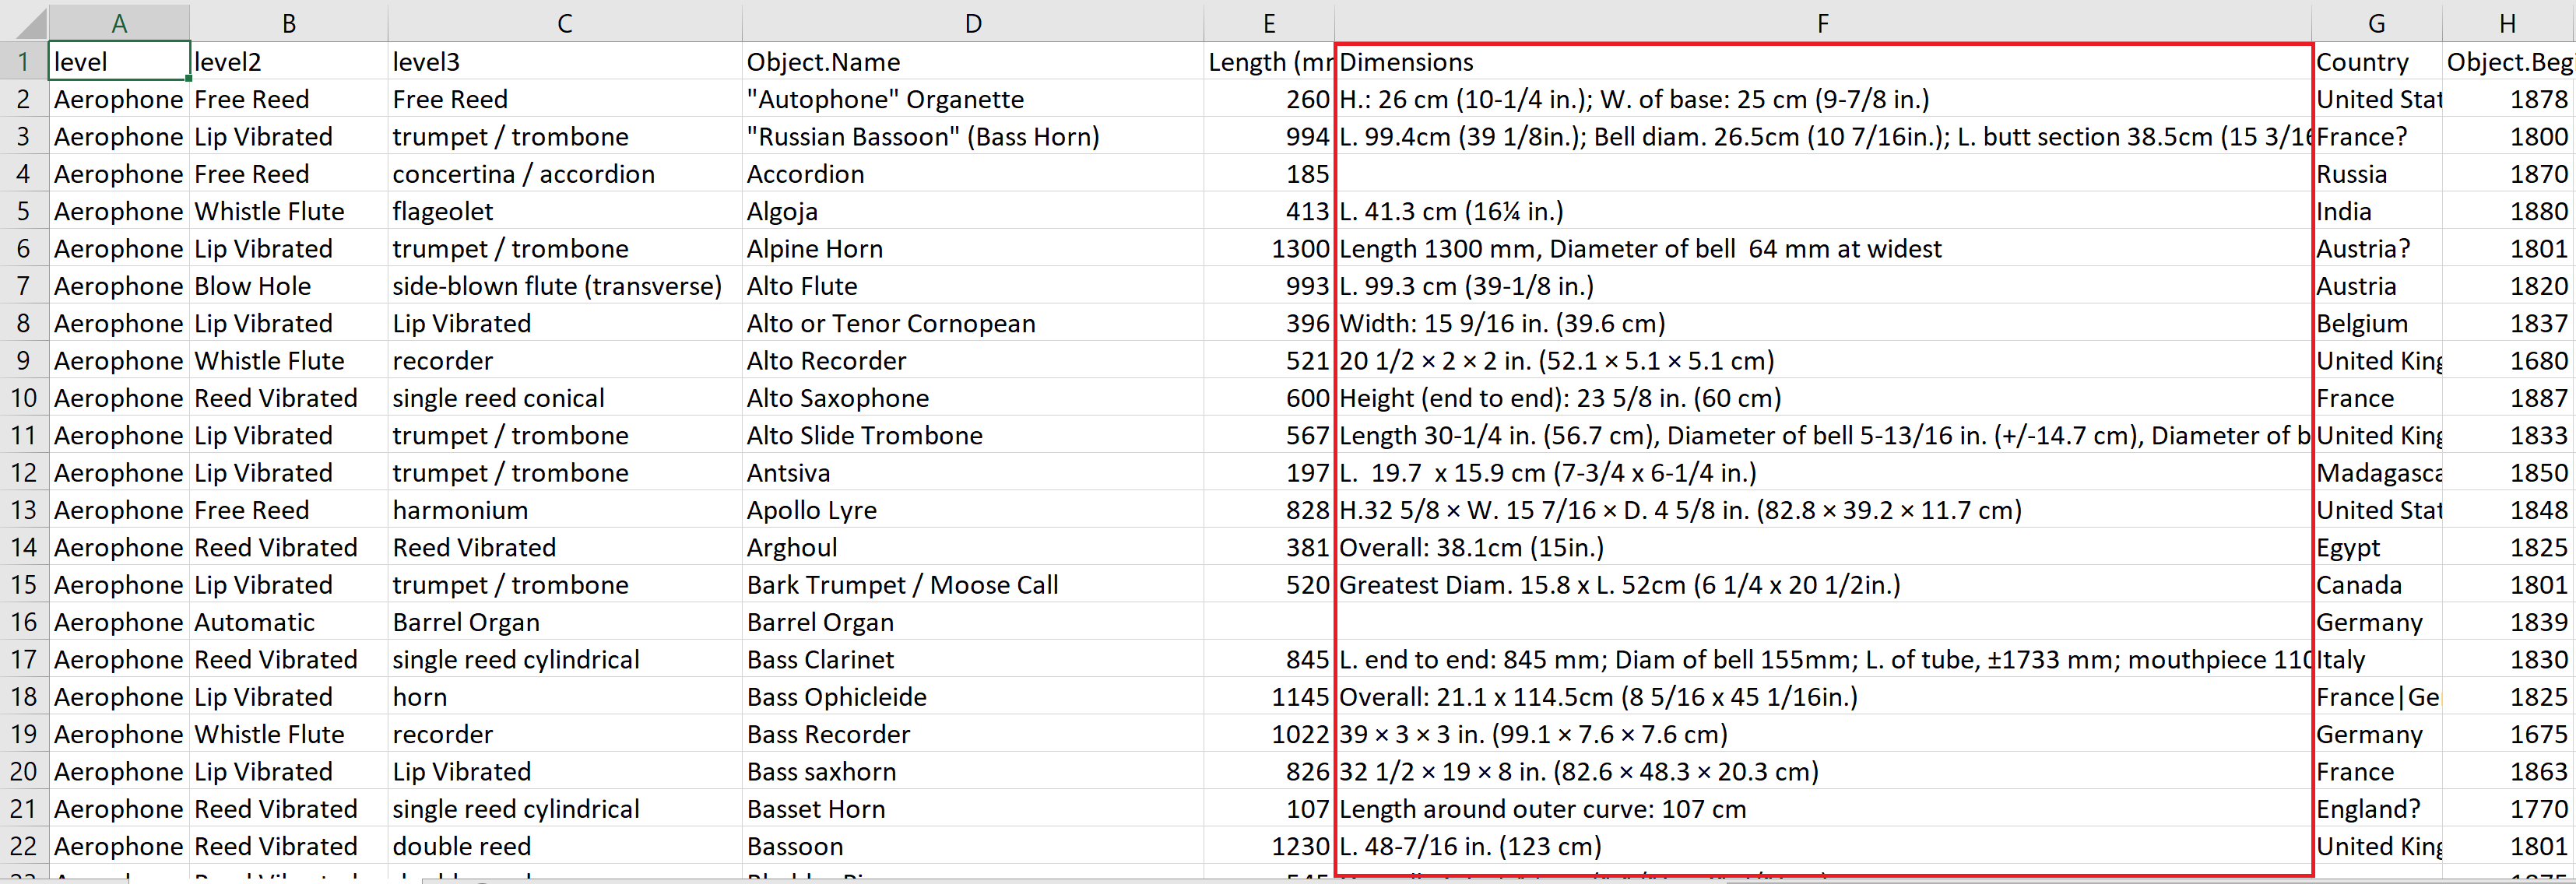 A B C D E F G H
1 level level2 level3 Object.Name Length (mm Dimensions Country Object.Beg
2 Aerophone Free Reed Free Reed "Autophone" Organette 260 H.: 26 cm (10-1/4 in.); W. of base: 25 cm (9-7/8 in.) United Stat 1878
3 Aerophone Lip Vibrated trumpet / trombone "Russian Bassoon" (Bass Horn) 994 L. 99.4cm (39 1/8in.); Bell diam. 26.5cm (10 7/16in.); L. butt section 38.5cm (15 3/16 France? 1800
4 Aerophone Free Reed concertina / accordion Accordion 185 Russia 1870
5 Aerophone Whistle Flute flageolet Algoja 413 L. 41.3 cm (16¼ in.) India 1880
6 Aerophone Lip Vibrated trumpet / trombone Alpine Horn 1300 Length 1300 mm, Diameter of bell  64 mm at widest Austria? 1801
7 Aerophone Blow Hole side-blown flute (transverse) Alto Flute 993 L. 99.3 cm (39-1/8 in.) Austria 1820
8 Aerophone Lip Vibrated Lip Vibrated Alto or Tenor Cornopean 396 Width: 15 9/16 in. (39.6 cm) Belgium 1837
9 Aerophone Whistle Flute recorder Alto Recorder 521 20 1/2 × 2 × 2 in. (52.1 × 5.1 × 5.1 cm) United King 1680
10 Aerophone Reed Vibrated single reed conical Alto Saxophone 600 Height (end to end): 23 5/8 in. (60 cm) France 1887
11 Aerophone Lip Vibrated trumpet / trombone Alto Slide Trombone 567 Length 30-1/4 in. (56.7 cm), Diameter of bell 5-13/16 in. (+/-14.7 cm), Diameter of b United King 1833
12 Aerophone Lip Vibrated trumpet / trombone Antsiva 197 L.  19.7  x 15.9 cm (7-3/4 x 6-1/4 in.) Madagasca 1850
13 Aerophone Free Reed harmonium Apollo Lyre 828 H.32 5/8 × W. 15 7/16 × D. 4 5/8 in. (82.8 × 39.2 × 11.7 cm) United Stat 1848
14 Aerophone Reed Vibrated Reed Vibrated Arghoul 381 Overall: 38.1cm (15in.) Egypt 1825
15 Aerophone Lip Vibrated trumpet / trombone Bark Trumpet / Moose Call 520 Greatest Diam. 15.8 x L. 52cm (6 1/4 x 20 1/2in.) Canada 1801
16 Aerophone Automatic Barrel Organ Barrel Organ Germany 1839
17 Aerophone Reed Vibrated single reed cylindrical Bass Clarinet 845 L. end to end: 845 mm; Diam of bell 155mm; L. of tube, ±1733 mm; mouthpiece 110 Italy 1830
18 Aerophone Lip Vibrated horn Bass Ophicleide 1145 Overall: 21.1 x 114.5cm (8 5/16 x 45 1/16in.) France|Ge 1825
19 Aerophone Whistle Flute recorder Bass Recorder 1022 39 × 3 × 3 in. (99.1 × 7.6 × 7.6 cm) Germany 1675
20 Aerophone Lip Vibrated Lip Vibrated Bass saxhorn 826 32 1/2 × 19 × 8 in. (82.6 × 48.3 × 20.3 cm) France 1863
21 Aerophone Reed Vibrated single reed cylindrical Basset Horn 107 Length around outer curve: 107 cm England? 1770
22 Aerophone Reed Vibrated double reed Bassoon 1230 L. 48-7/16 in. (123 cm) United King 1801